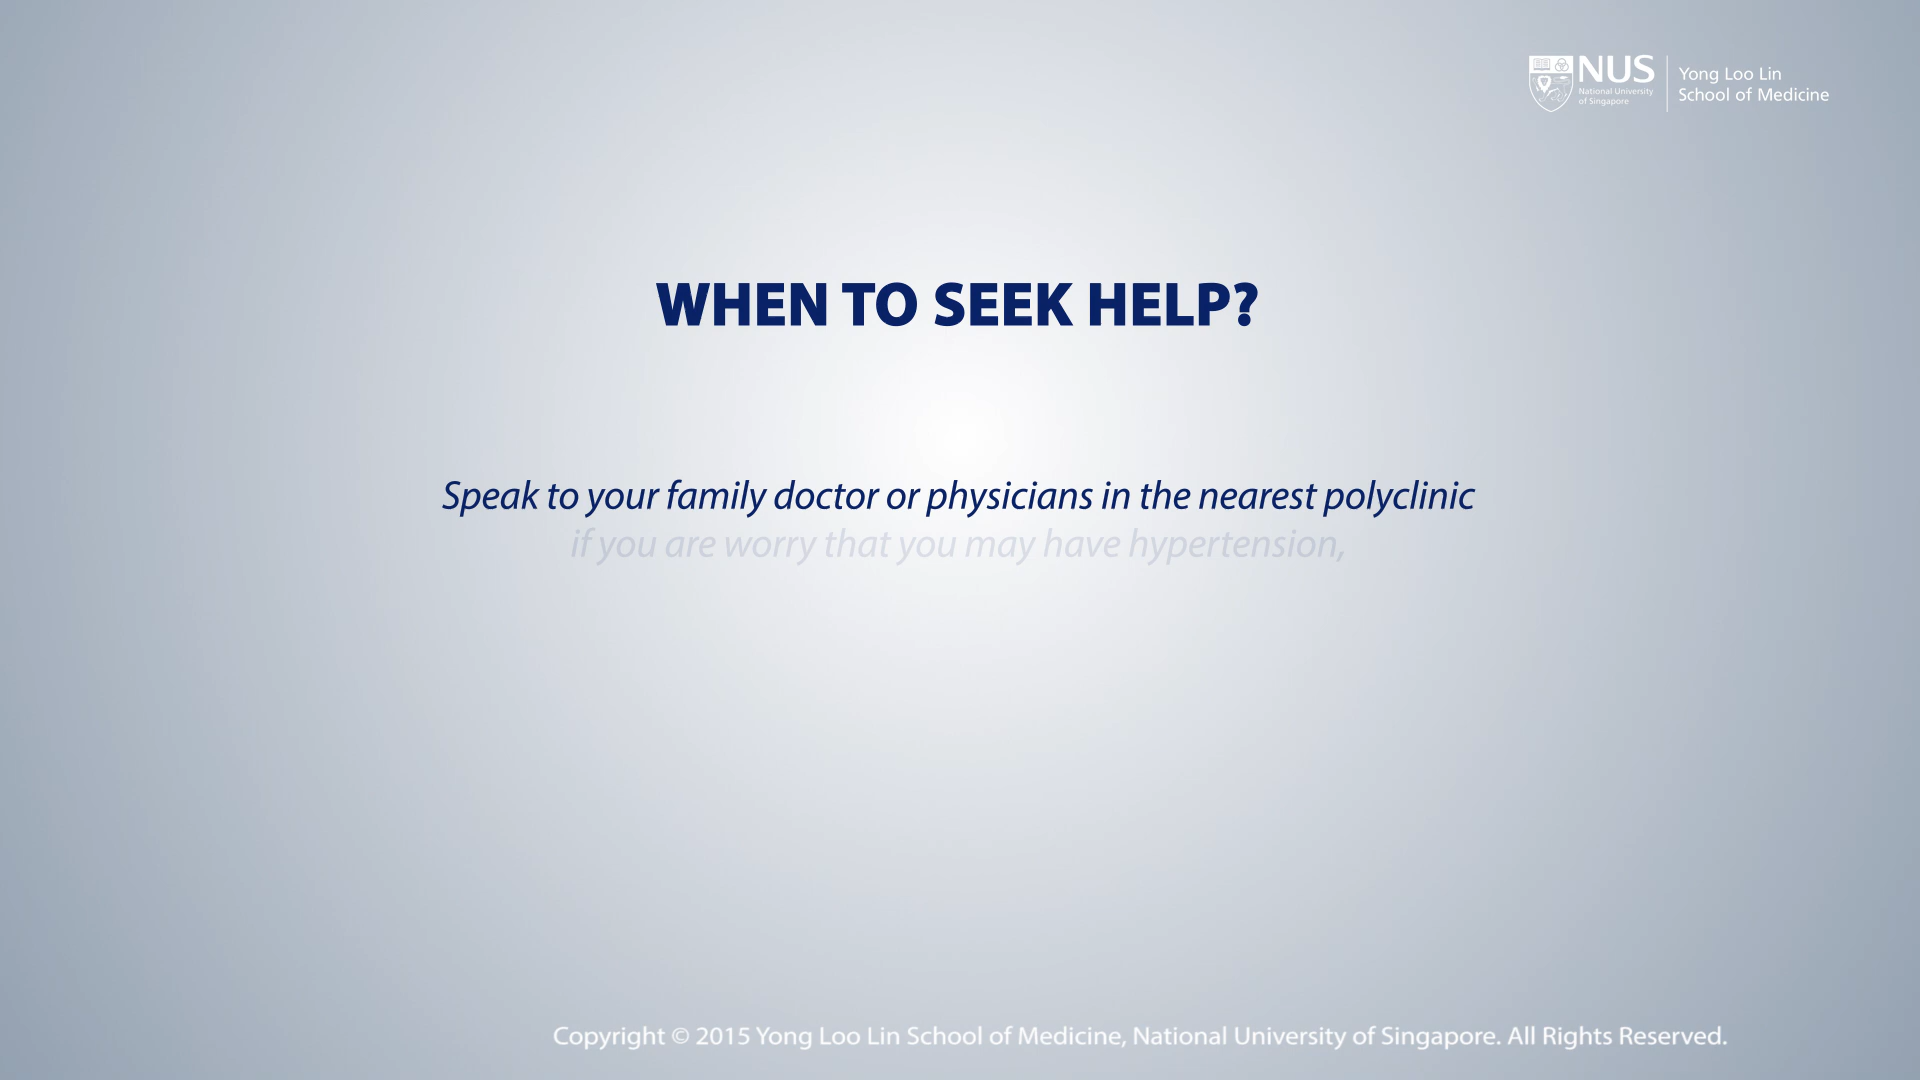 NUS
National University
of Singapore
Yong Loo Lin
School of Medicine
WHEN TO SEEK HELP?
Speak to your family doctor or physicians in the nearest polyclinic
if you are worry that you may have hypertension,
Copyright © 2015 Yong Loo Lin School of Medicine, National University of Singapore. All Rights Reserved.